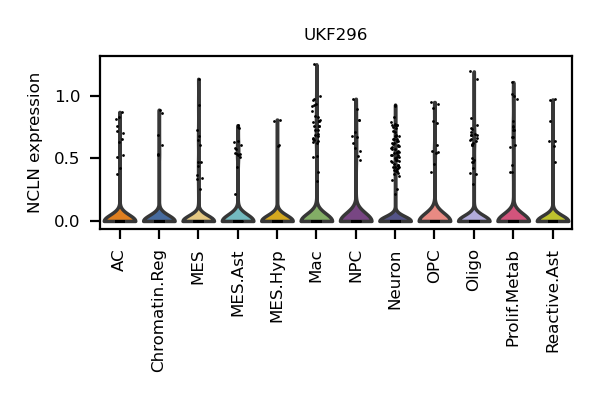 UKF296
NCLN expression
1.0
0.5
0.0
AC
Chromatin.Reg
MES
MES.Ast
MES.Hyp
Mac
NPC
Neuron
OPC
Oligo
Prolif.Metab
Reactive.Ast